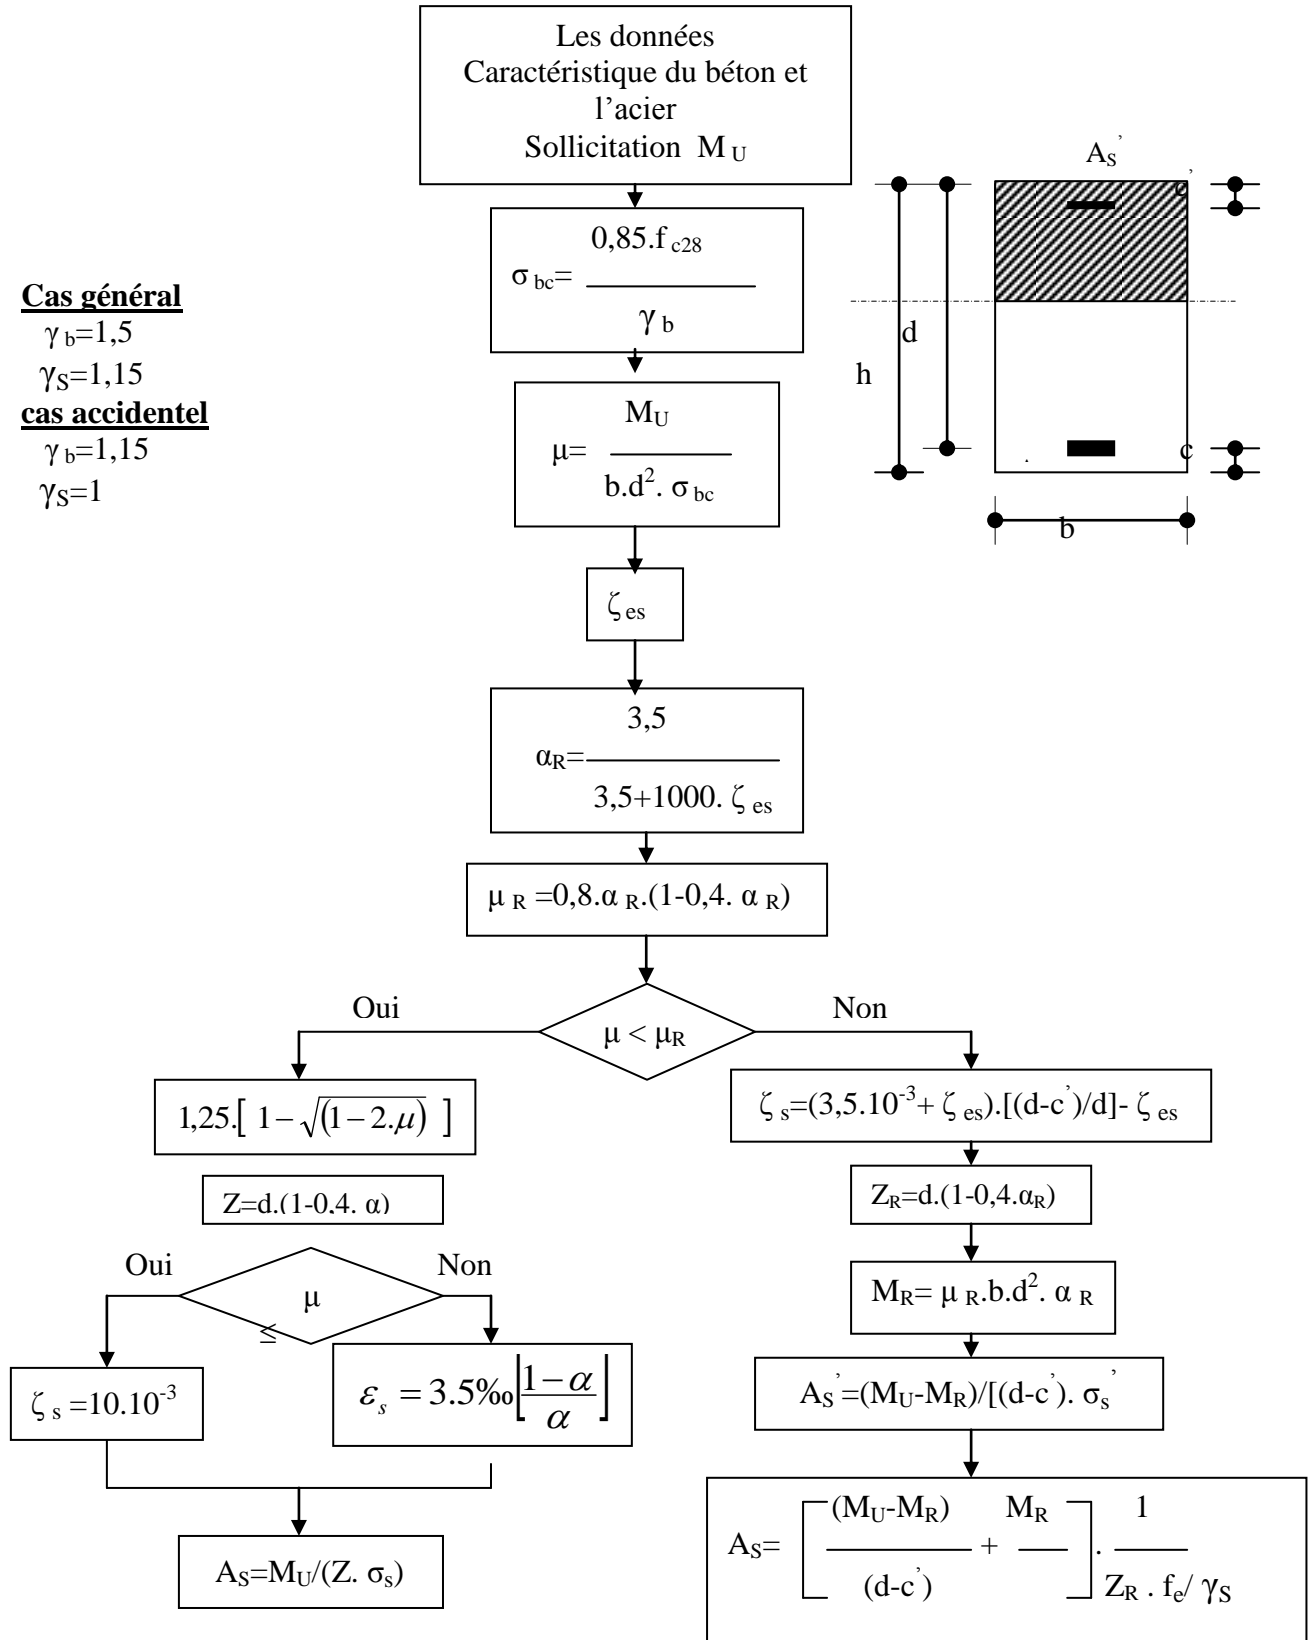 Les données
Caractéristique du béton et
l’acier
Sollicitation M U
0,85.f c28
σ bc=
γ b
Cas général
γ b=1,5
γS=1,15
cas accidentel
γ b=1,15
γS=1
MU
μ=
b.d². σ bc
AS’
c’
d
h
c
b
ζ es
3,5
αR=
3,5+1000. ζ es
μ R =0,8.α R.(1-0,4. α R)
Oui
μ < μR
Non
1,25.[ 1-√(1-2.μ) ]
Z=d.(1-0,4. α)
Oui
μ
≤
Non
ζ s =10.10⁻³
εs = 3.5‰[1-α/α]
AS=MU/(Z. σs)
ζ s=(3,5.10⁻³+ ζ es).[(d-c’)/d]- ζ es
ZR=d.(1-0,4.αR)
MR= μ R.b.d². α R
AS’=(MU-MR)/[(d-c’). σs’
(MU-MR) MR 1
AS= [ + ] .
(d-c’) ZR . fe/ γS